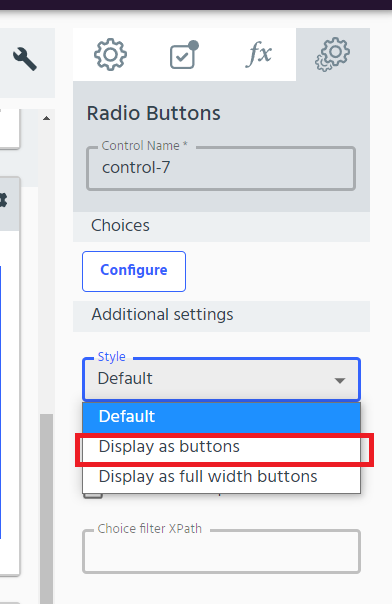 fx
Radio Buttons
Control Name *
control-7
Choices
Configure
Additional settings
Style
Default
Default
Display as buttons
Display as full width buttons
Choice filter XPath